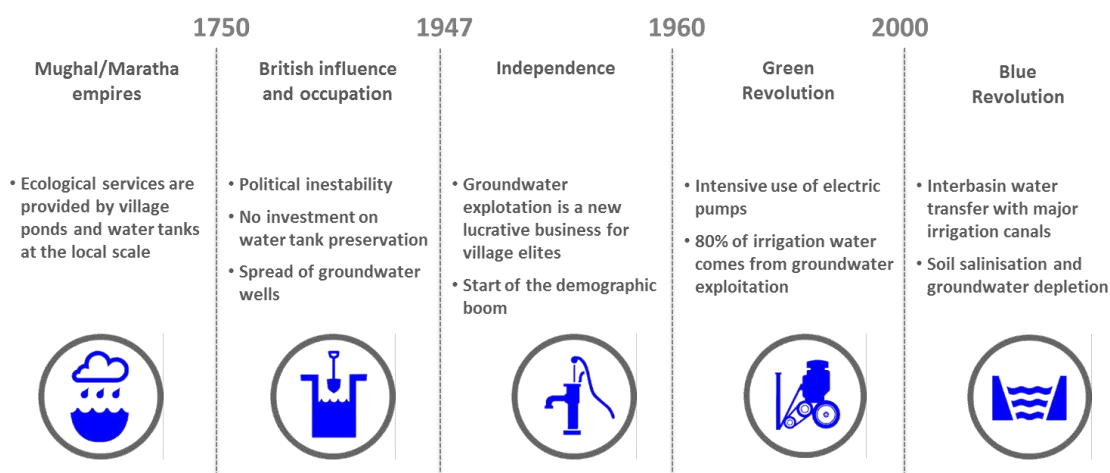 1750
1947
1960
2000
Mughal/Maratha
empires
• Ecological services are
provided by village
ponds and water tanks
at the local scale
British influence
and occupation
• Political inestability
• No investment on
water tank preservation
• Spread of groundwater
wells
Independence
• Groundwater
explotation is a new
lucrative business for
village elites
• Start of the demographic
boom
Green
Revolution
• Intensive use of electric
pumps
• 80% of irrigation water
comes from groundwater
exploitation
Blue
Revolution
• Interbasin water
transfer with major
irrigation canals
• Soil salinisation and
groundwater depletion